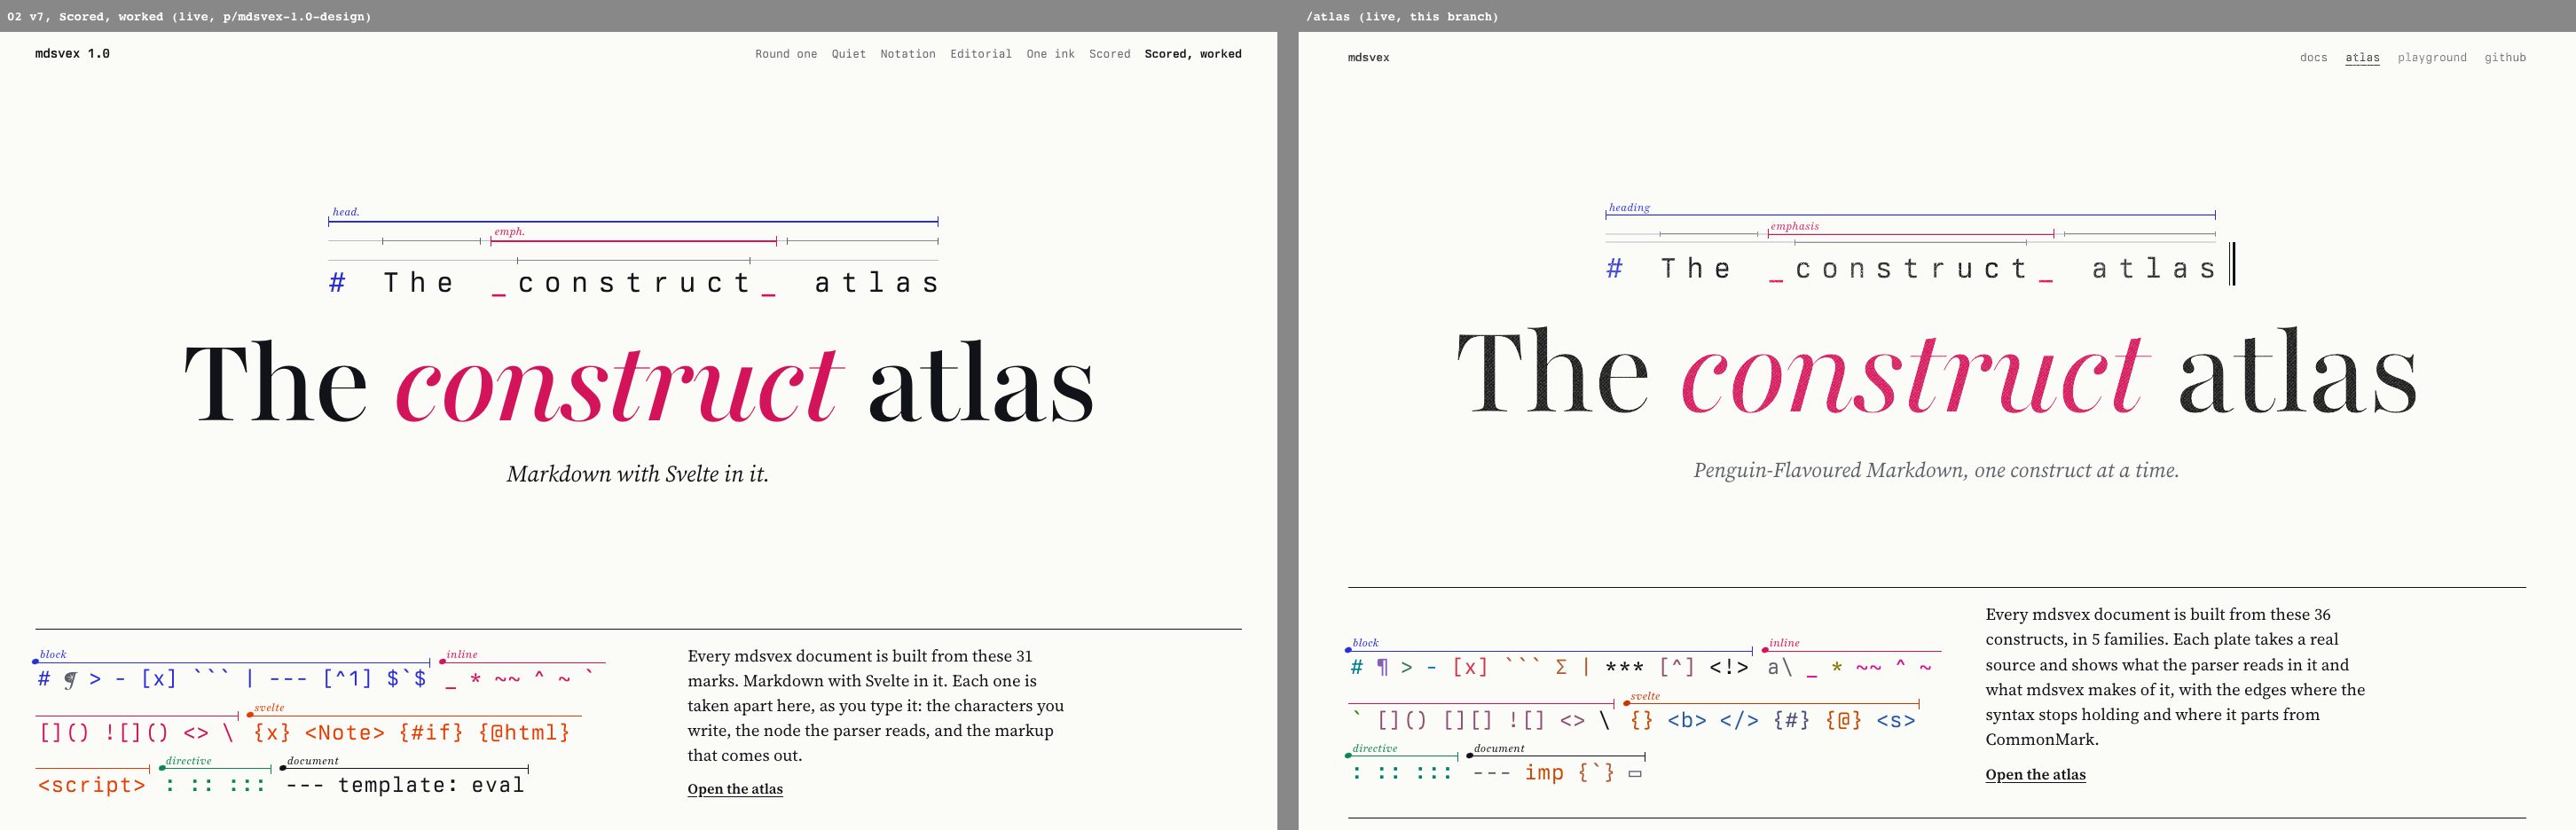 02 v7, Scored, worked (live, p/mdsvex-1.0-design)
mdsvex 1.0
Round one Quiet Notation Editorial One ink Scored Scored, worked
head.
emph.
# The _construct_ atlas
The construct atlas
Markdown with Svelte in it.
block inline
# ¶ > - [x] ``` | --- [^1] $`$ _ * ~~ ^ ~ `
svelte
[]() ![]() <> \ {x} <Note> {#if} {@html}
directive document
<script> : :: ::: --- template: eval
Every mdsvex document is built from these 31
marks. Markdown with Svelte in it. Each one is
taken apart here, as you type it: the characters you
write, the node the parser reads, and the markup
that comes out.
Open the atlas
/atlas (live, this branch)
mdsvex
docs atlas playground github
heading
emphasis
# The _construct_ atlas
The construct atlas
Penguin-Flavoured Markdown, one construct at a time.
block inline
# ¶ > - [x] ``` Σ | *** [^] <!> a\ _ * ~~ ^ ~
svelte
` []() [][] ![] <> \ {} <b> </> {#} {@} <s>
directive document
: :: ::: --- imp {`} ▭
Every mdsvex document is built from these 36
constructs, in 5 families. Each plate takes a real
source and shows what the parser reads in it and
what mdsvex makes of it, with the edges where the
syntax stops holding and where it parts from
CommonMark.
Open the atlas